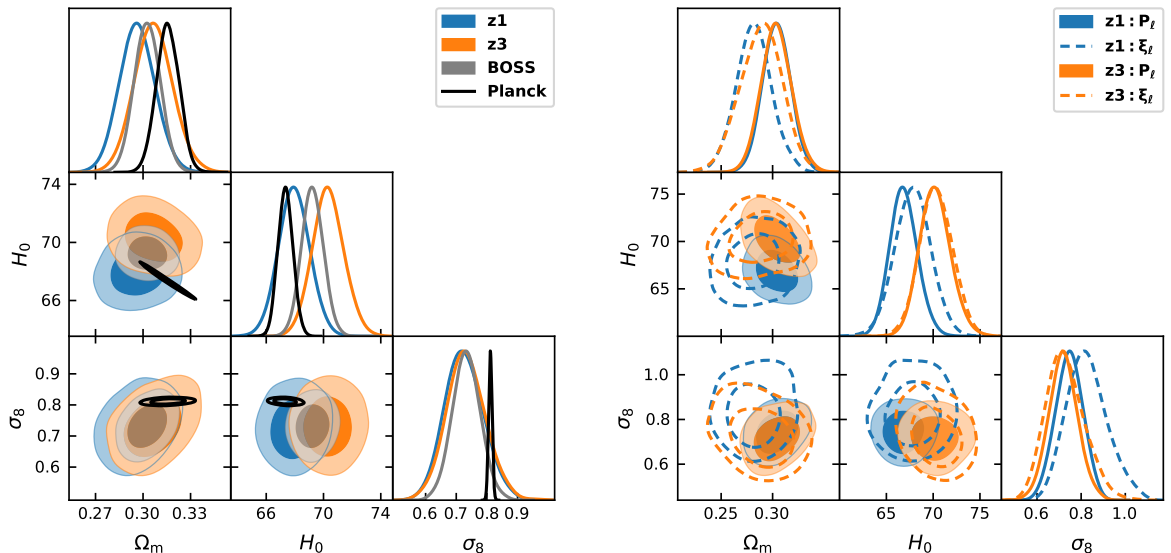 z1
z3
BOSS
Planck
74
70
66
H₀
0.9
0.8
0.7
0.6
σ₈
0.27 0.30 0.33
66 70 74
0.6 0.7 0.8 0.9
Ωₘ H₀ σ₈
z1 : Pℓ
z1 : ξℓ
z3 : Pℓ
z3 : ξℓ
75
70
65
H₀
1.0
0.8
0.6
σ₈
0.25 0.30
65 70 75
0.6 0.8 1.0
Ωₘ H₀ σ₈